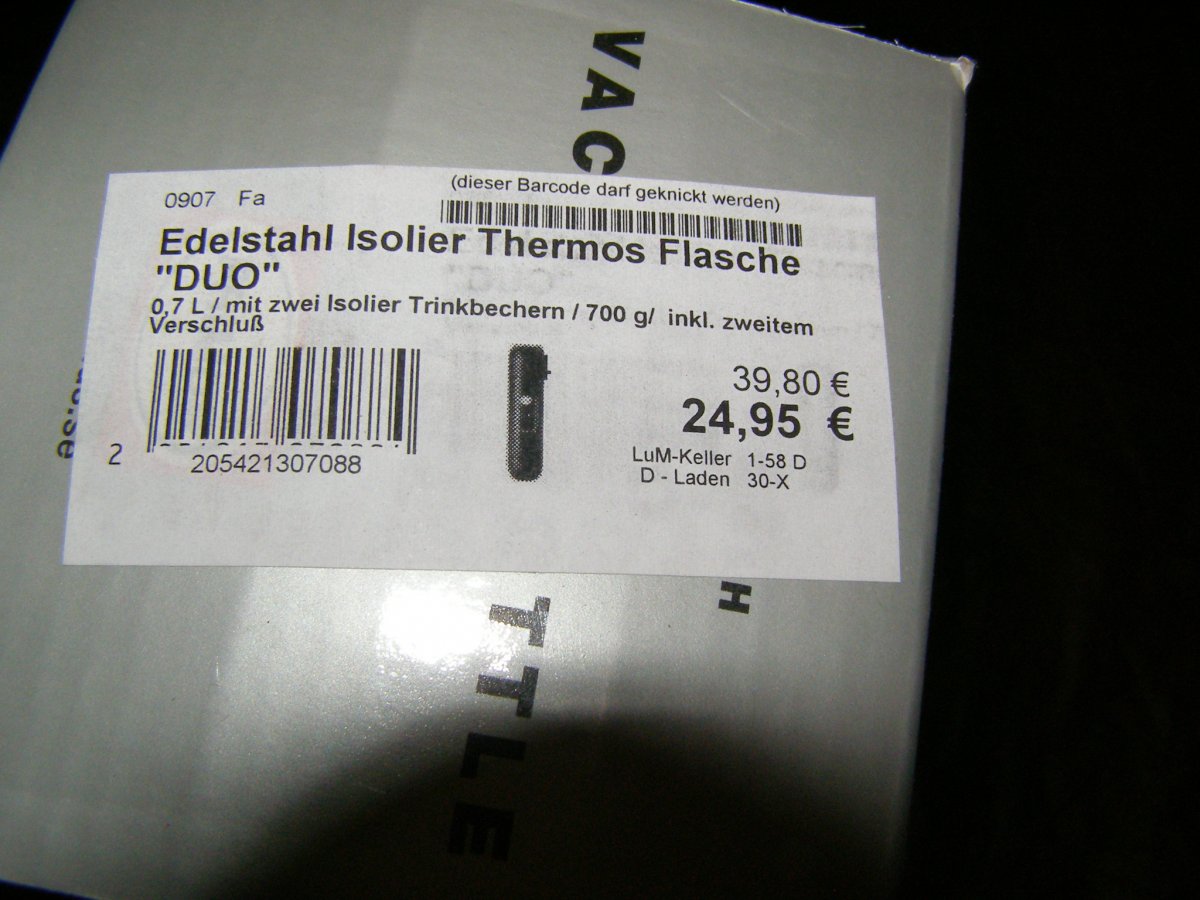 VAC
0907 Fa
(dieser Barcode darf geknickt werden)
Edelstahl Isolier Thermos Flasche
"DUO"
0,7 L / mit zwei Isolier Trinkbechern / 700 g/ inkl. zweitem
Verschluß
39,80 €
24,95 €
LuM-Keller 1-58 D
D - Laden 30-X
2
205421307088
H
TTLE